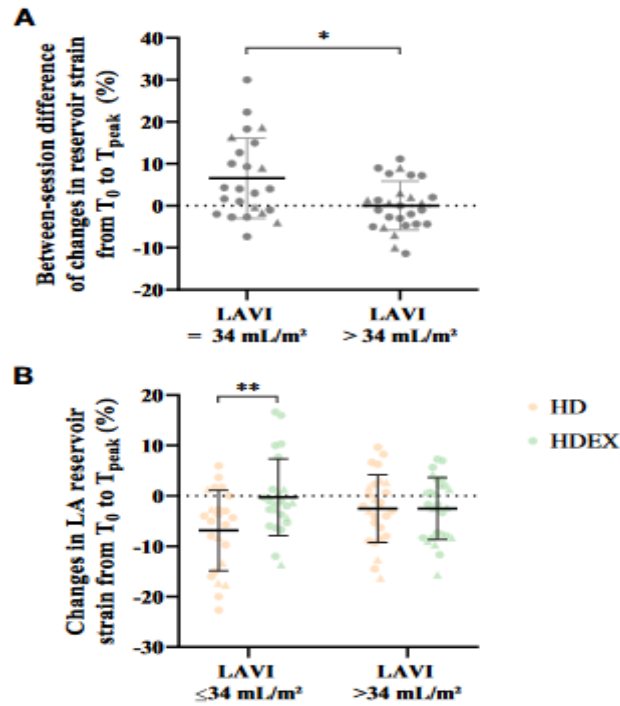 A
Between-session difference
of changes in reservoir strain
from T₀ to Tpeak (%)
40
30
20
10
0
-10
-20
*
LAVI
= 34 mL/m²
LAVI
> 34 mL/m²
B
Changes in LA reservoir
strain from T₀ to Tpeak (%)
20
10
0
-10
-20
-30
**
LAVI
≤34 mL/m²
LAVI
>34 mL/m²
HD
HDEX